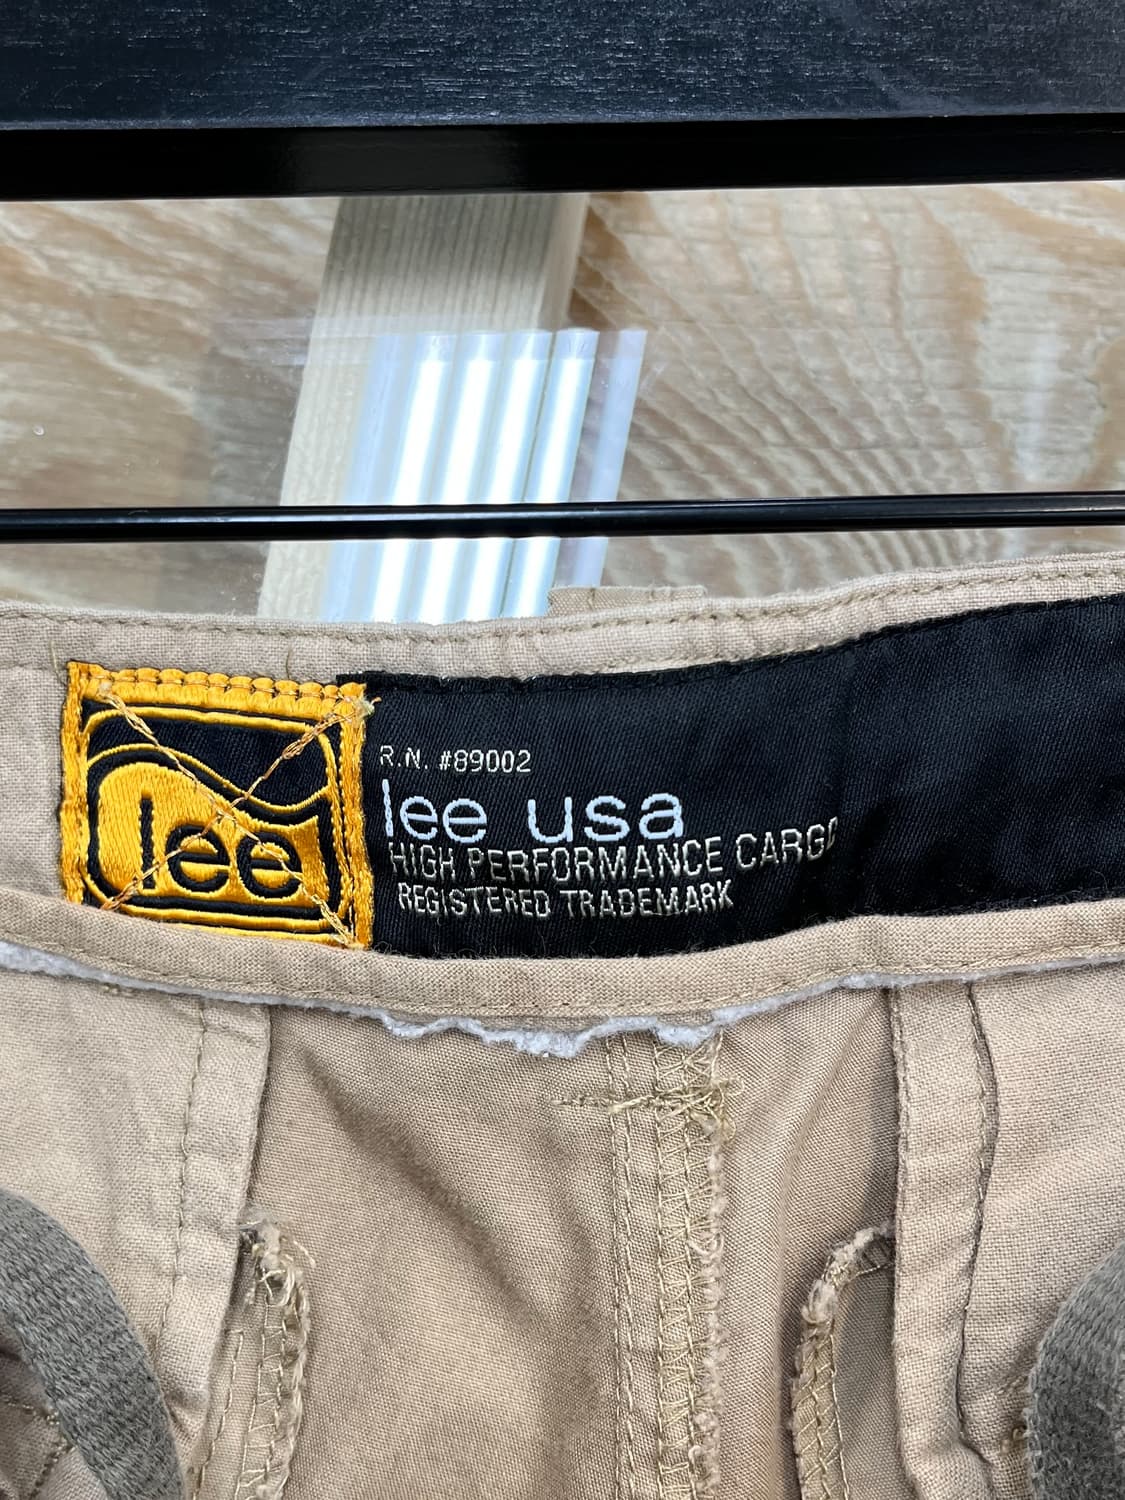 lee
R.N. #89002
lee usa
HIGH PERFORMANCE CARGO
REGISTERED TRADEMARK